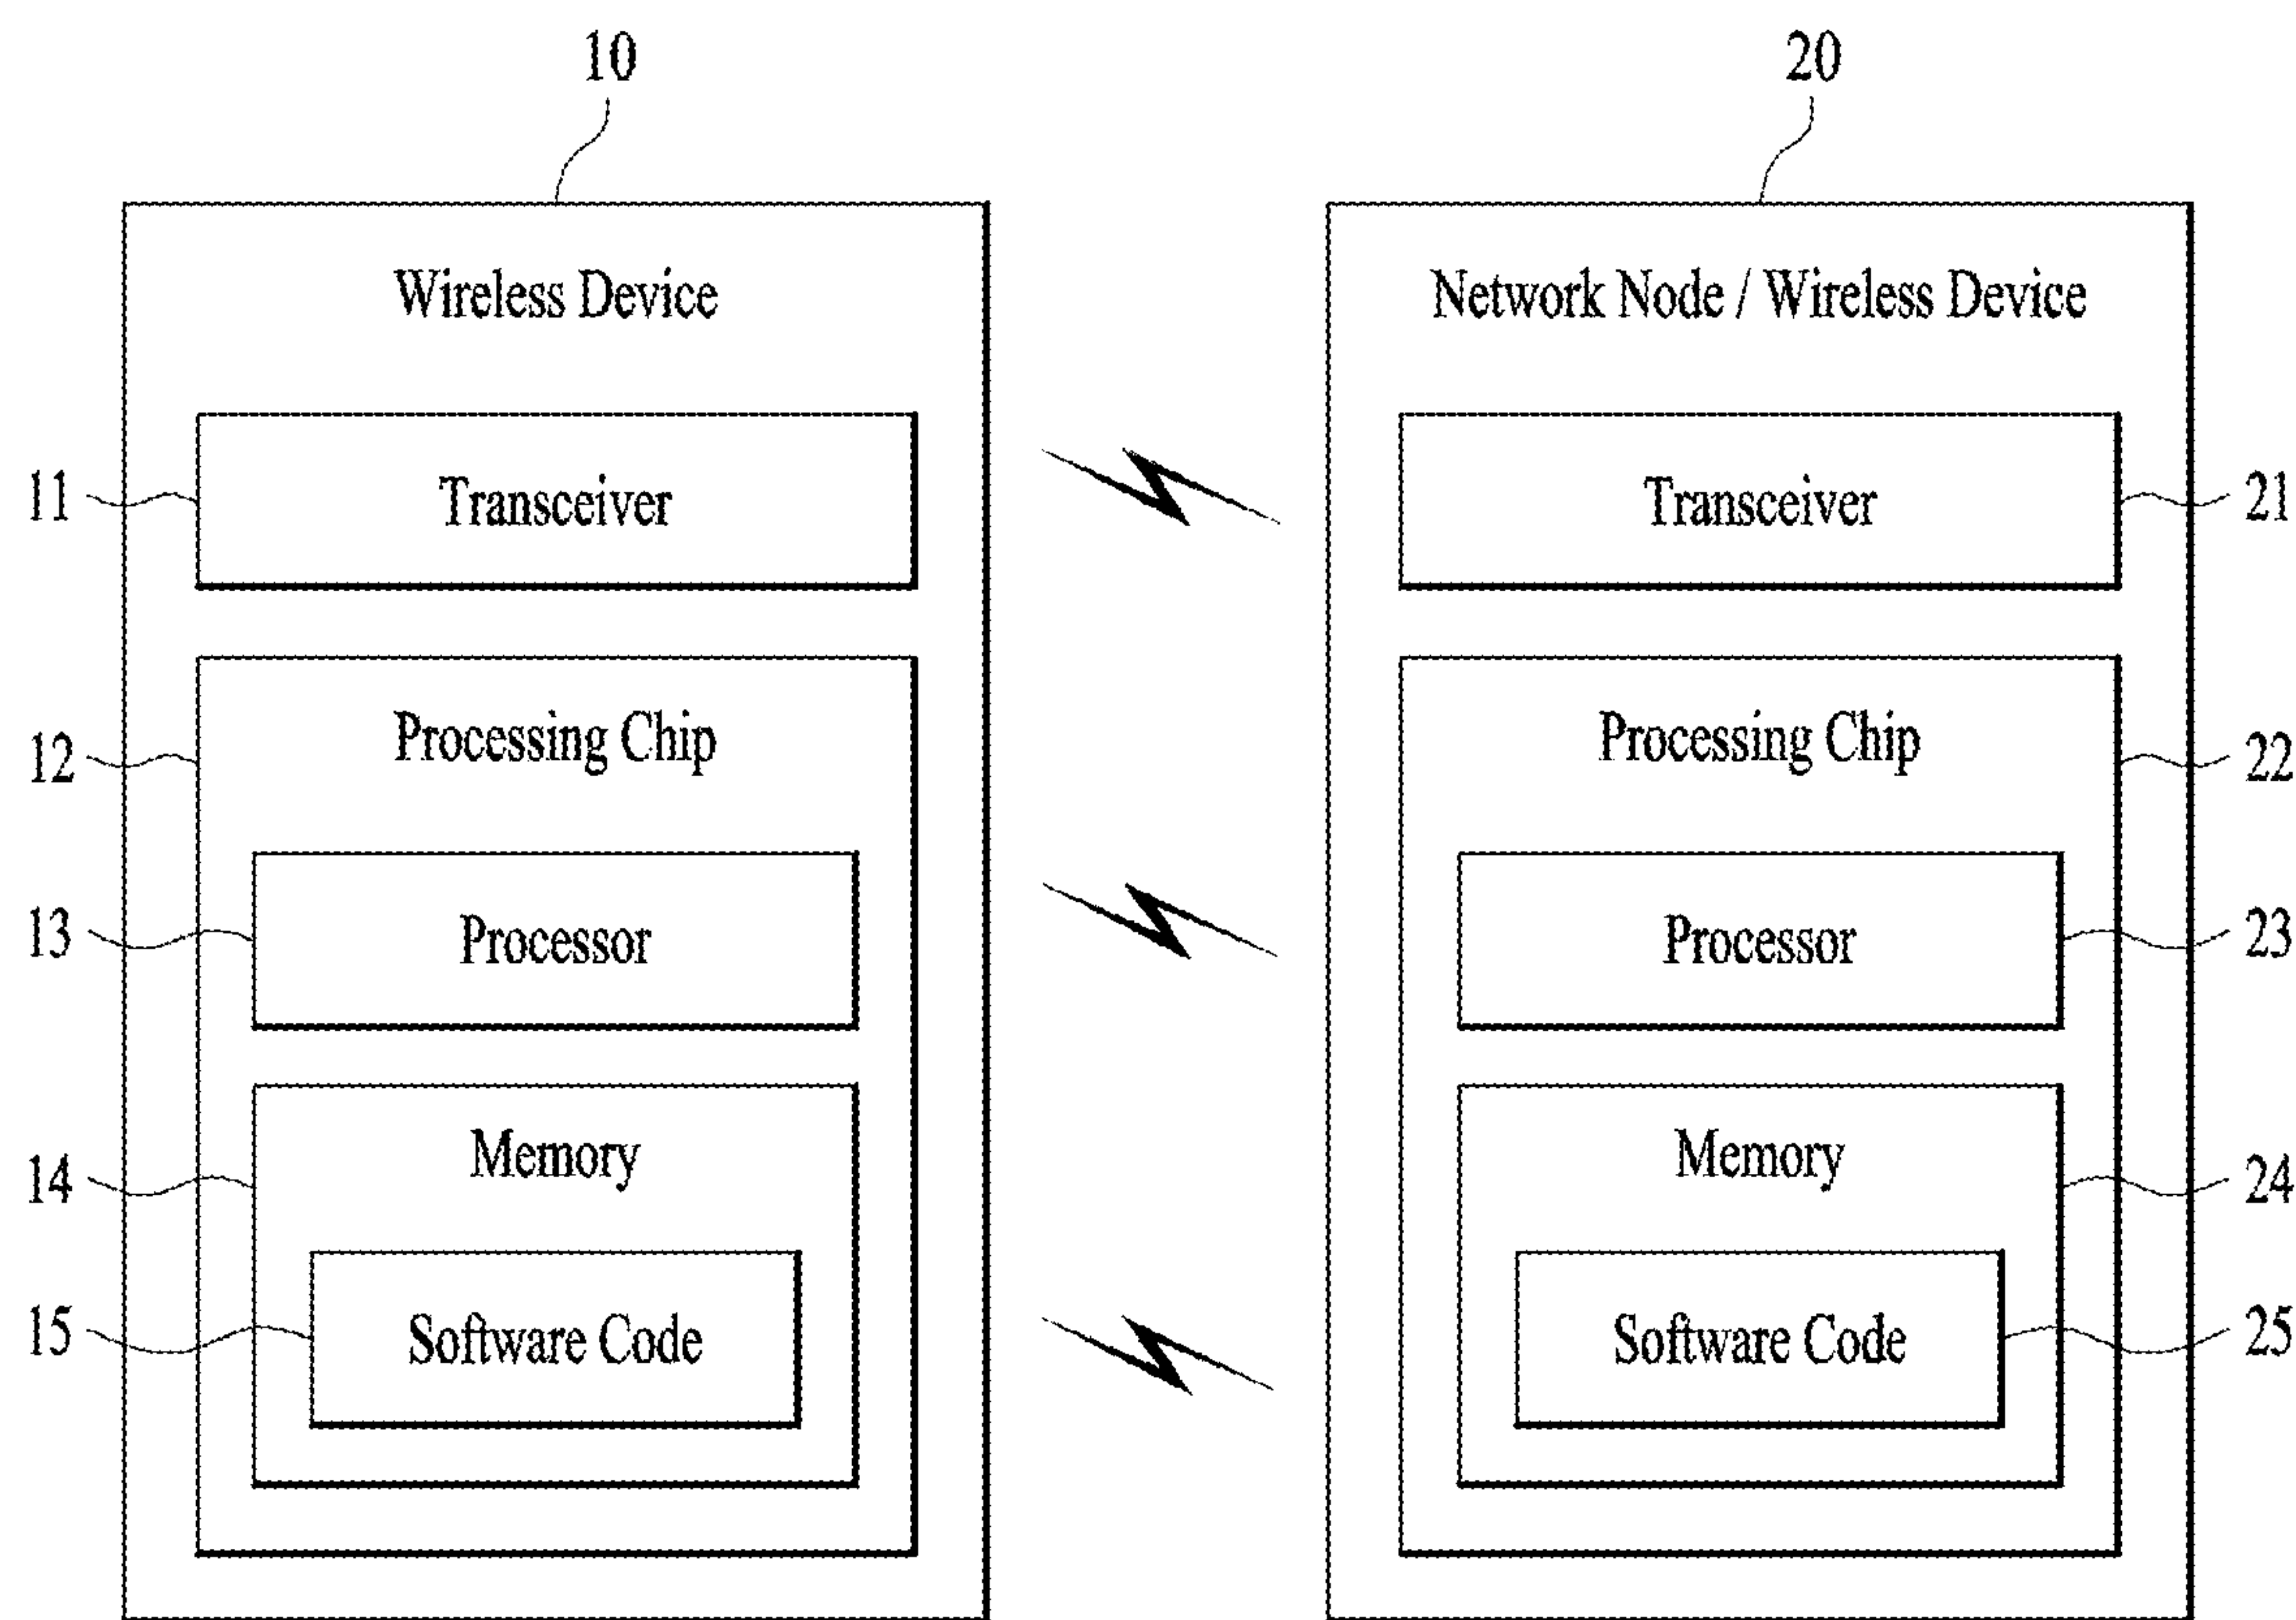 10
Wireless Device
11
Transceiver
12
Processing Chip
13
Processor
14
Memory
15
Software Code
20
Network Node / Wireless Device
Transceiver
21
Processing Chip
22
Processor
23
Memory
24
Software Code
25